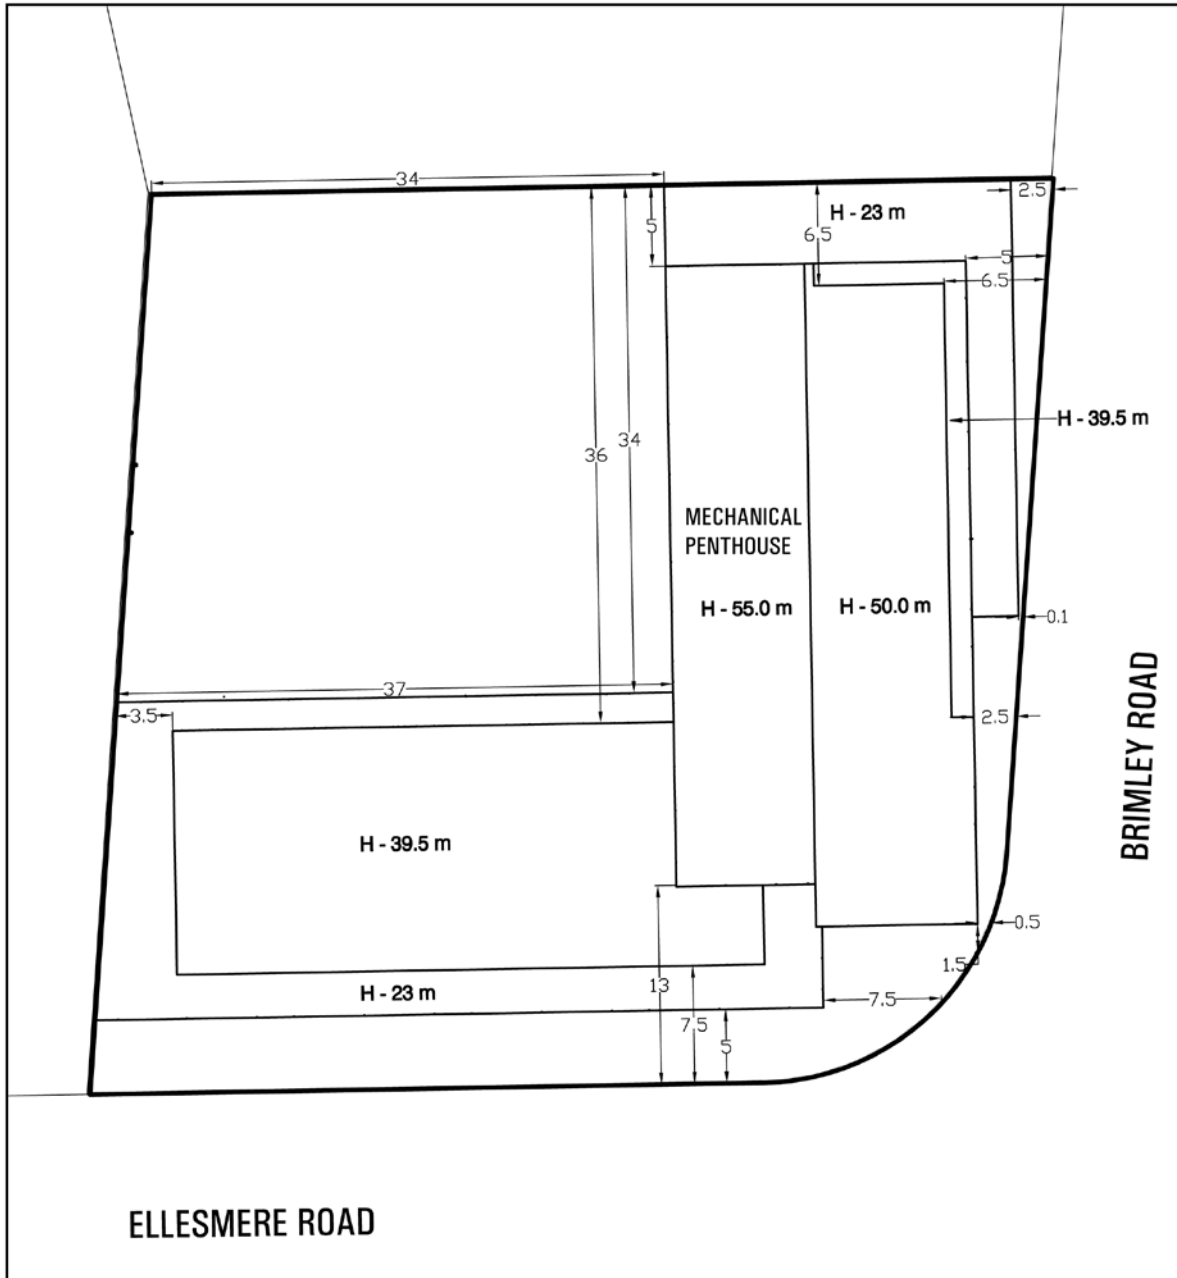 34
2.5
H - 23 m
5
6.5
5
6.5
H - 39.5 m
34
36
MECHANICAL
PENTHOUSE
H - 55.0 m
H - 50.0 m
0.1
37
3.5
2.5
BRIMLEY ROAD
H - 39.5 m
0.5
1.5
13
H - 23 m
7.5
7.5
5
ELLESMERE ROAD